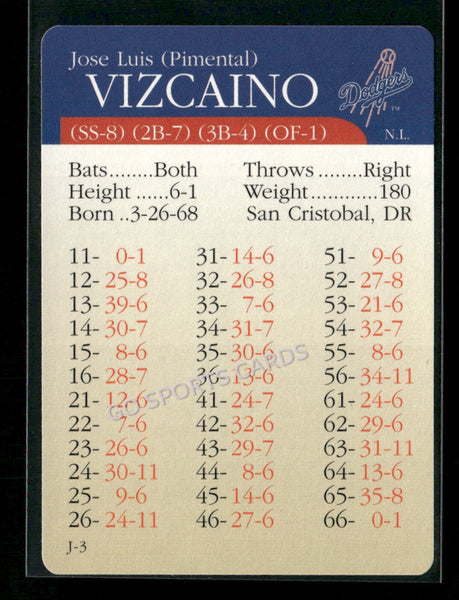 Jose Luis (Pimental)
VIZCAINO
Dodgers
TM
(SS-8) (2B-7) (3B-4) (OF-1)
N.L.
Bats........Both Throws ........Right
Height ......6-1 Weight............180
Born ..3-26-68 San Cristobal, DR
11- 0-1 31-14-6 51- 9-6
12-25-8 32-26-8 52-27-8
13-39-6 33- 7-6 53-21-6
14-30-7 34-31-7 54-32-7
15- 8-6 35-30-6 55- 8-6
16-28-7 36-13-6 56-34-11
21-12-6 41-24-7 61-24-6
22- 7-6 42-32-6 62-29-6
23-26-6 43-29-7 63-31-11
24-30-11 44- 8-6 64-13-6
25- 9-6 45-14-6 65-35-8
26-24-11 46-27-6 66- 0-1
GO SPORTS CARDS
J-3